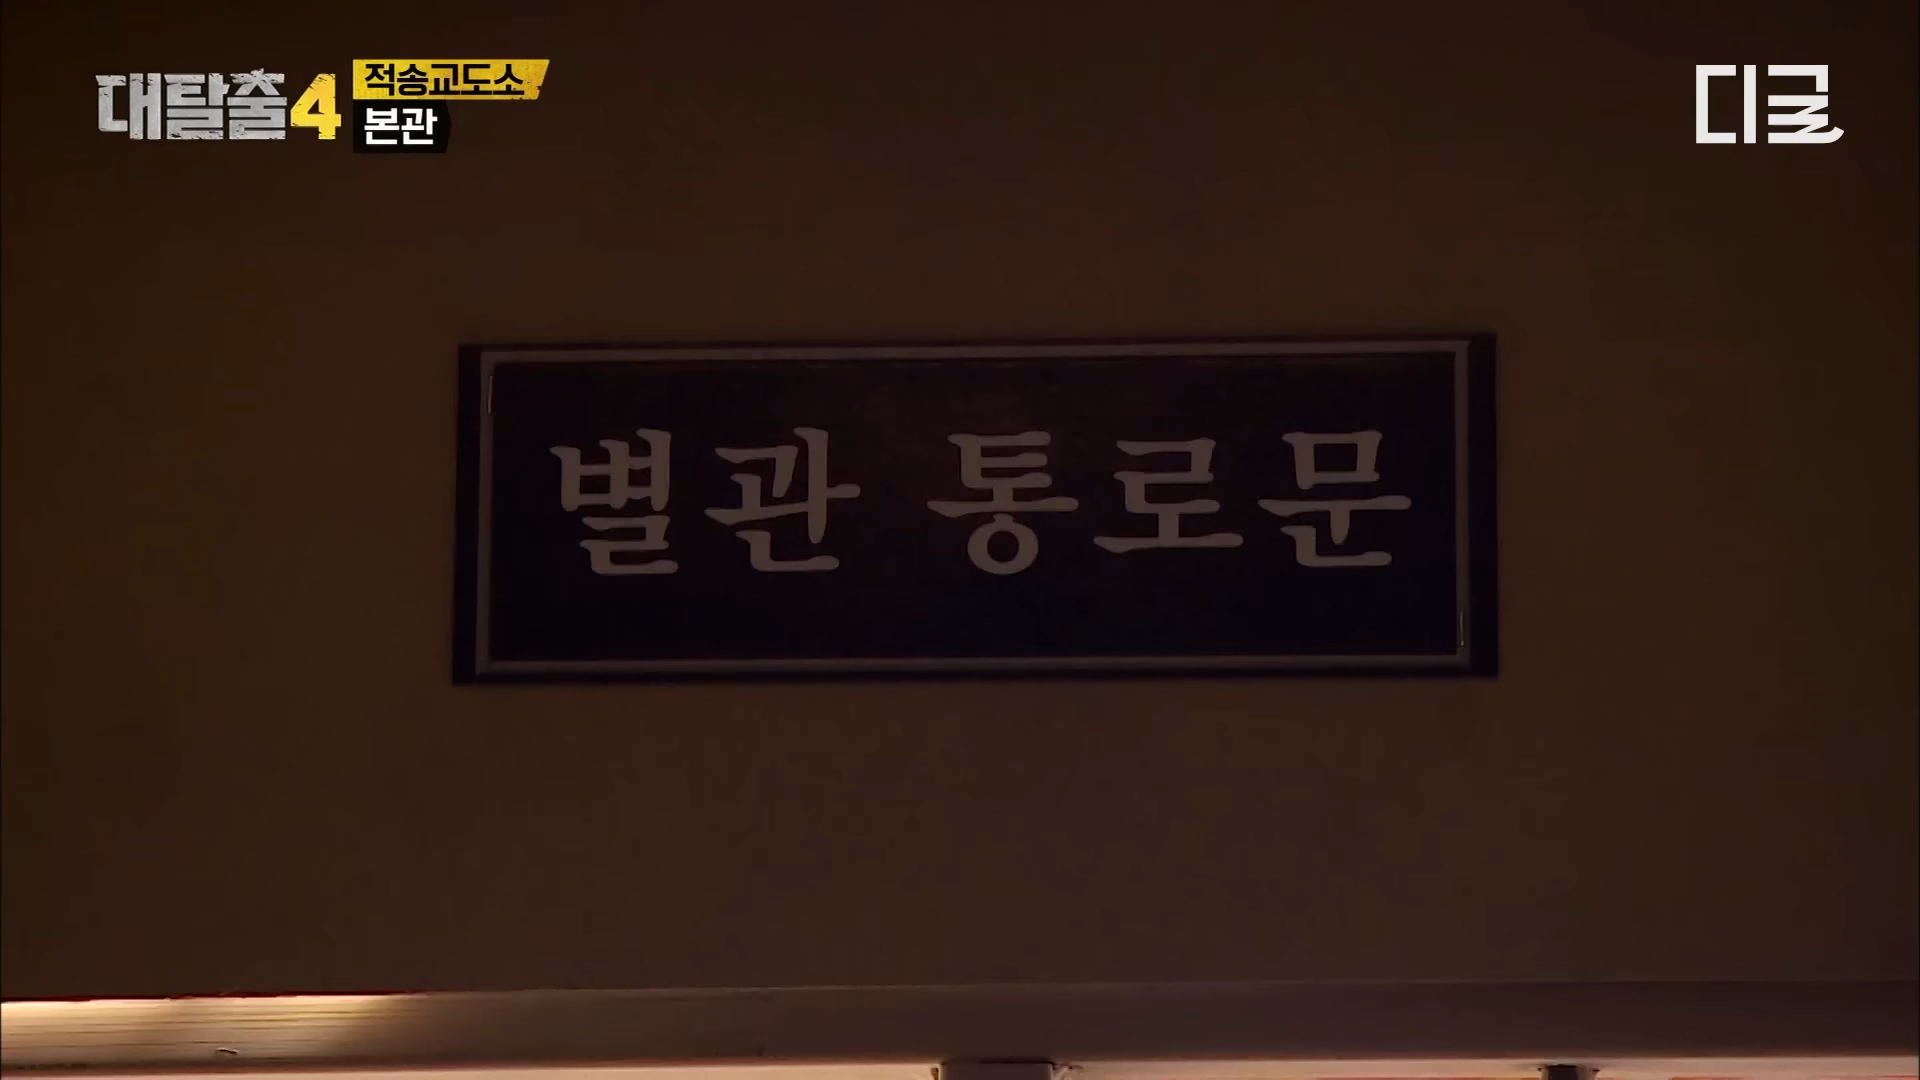 대탈출4
적송교도소
본관
디글
별관 통로문